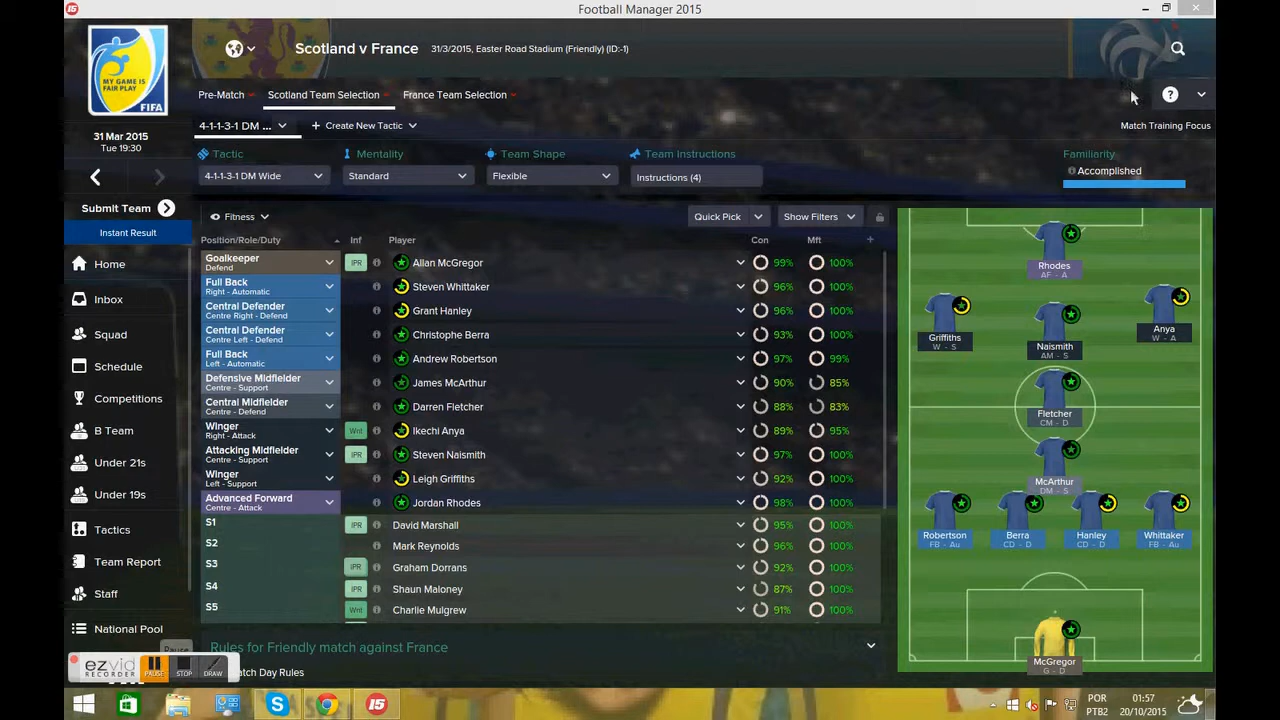 Football Manager 2015
Scotland v France
31/3/2015, Easter Road Stadium (Friendly) (ID:-1)
MY GAME IS
FAIR PLAY
FIFA
Pre-Match
Scotland Team Selection
France Team Selection
31 Mar 2015
Tue 19:30
4-1-1-3-1 DM ...
+ Create New Tactic
Match Training Focus
Tactic
Mentality
Team Shape
Team Instructions
Familiarity
4-1-1-3-1 DM Wide
Standard
Flexible
Instructions (4)
Accomplished
Submit Team
Instant Result
Fitness
Quick Pick
Show Filters
Position/Role/Duty Inf Player Con Mft +
Goalkeeper
Defend
IPR Allan McGregor 99% 100%
Full Back
Right - Automatic
Steven Whittaker 96% 100%
Central Defender
Centre Right - Defend
Grant Hanley 96% 100%
Central Defender
Centre Left - Defend
Christophe Berra 93% 100%
Full Back
Left - Automatic
Andrew Robertson 97% 99%
Defensive Midfielder
Centre - Support
James McArthur 90% 85%
Central Midfielder
Centre - Defend
Darren Fletcher 88% 83%
Winger
Right - Attack
Wnt Ikechi Anya 89% 95%
Attacking Midfielder
Centre - Support
IPR Steven Naismith 97% 100%
Winger
Left - Support
Leigh Griffiths 92% 100%
Advanced Forward
Centre - Attack
Jordan Rhodes 98% 100%
S1 IPR David Marshall 95% 100%
S2 Mark Reynolds 96% 100%
S3 IPR Graham Dorrans 92% 100%
S4 IPR Shaun Maloney 87% 100%
S5 Wnt Charlie Mulgrew 91% 100%
Home
Inbox
Squad
Schedule
Competitions
B Team
Under 21s
Under 19s
Tactics
Team Report
Staff
National Pool
Rhodes
AF - A
Griffiths
W - S
Naismith
AM - S
Anya
W - A
Fletcher
CM - D
McArthur
DM - S
Robertson
FB - Au
Berra
CD - D
Hanley
CD - D
Whittaker
FB - Au
McGregor
G - D
Rules for Friendly match against France
Pause
ezvid
RECORDER
PAUSE
STOP
DRAW
tch Day Rules
POR
PTB2
01:57
20/10/2015